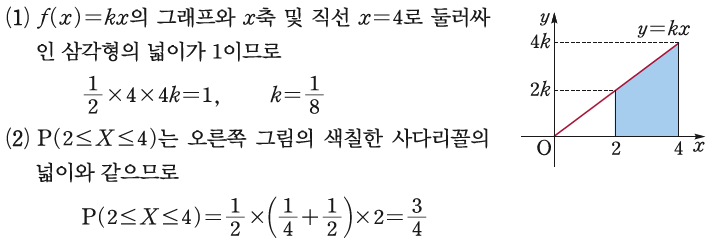 (1) f(x)=kx의 그래프와 x축 및 직선 x=4로 둘러싸
인 삼각형의 넓이가 1이므로
1/2×4×4k=1, k=1/8
(2) P(2≤X≤4)는 오른쪽 그림의 색칠한 사다리꼴의
넓이와 같으므로
P(2≤X≤4)=1/2×(1/4+1/2)×2=3/4
y
y=kx
4k
2k
O 2 4 x